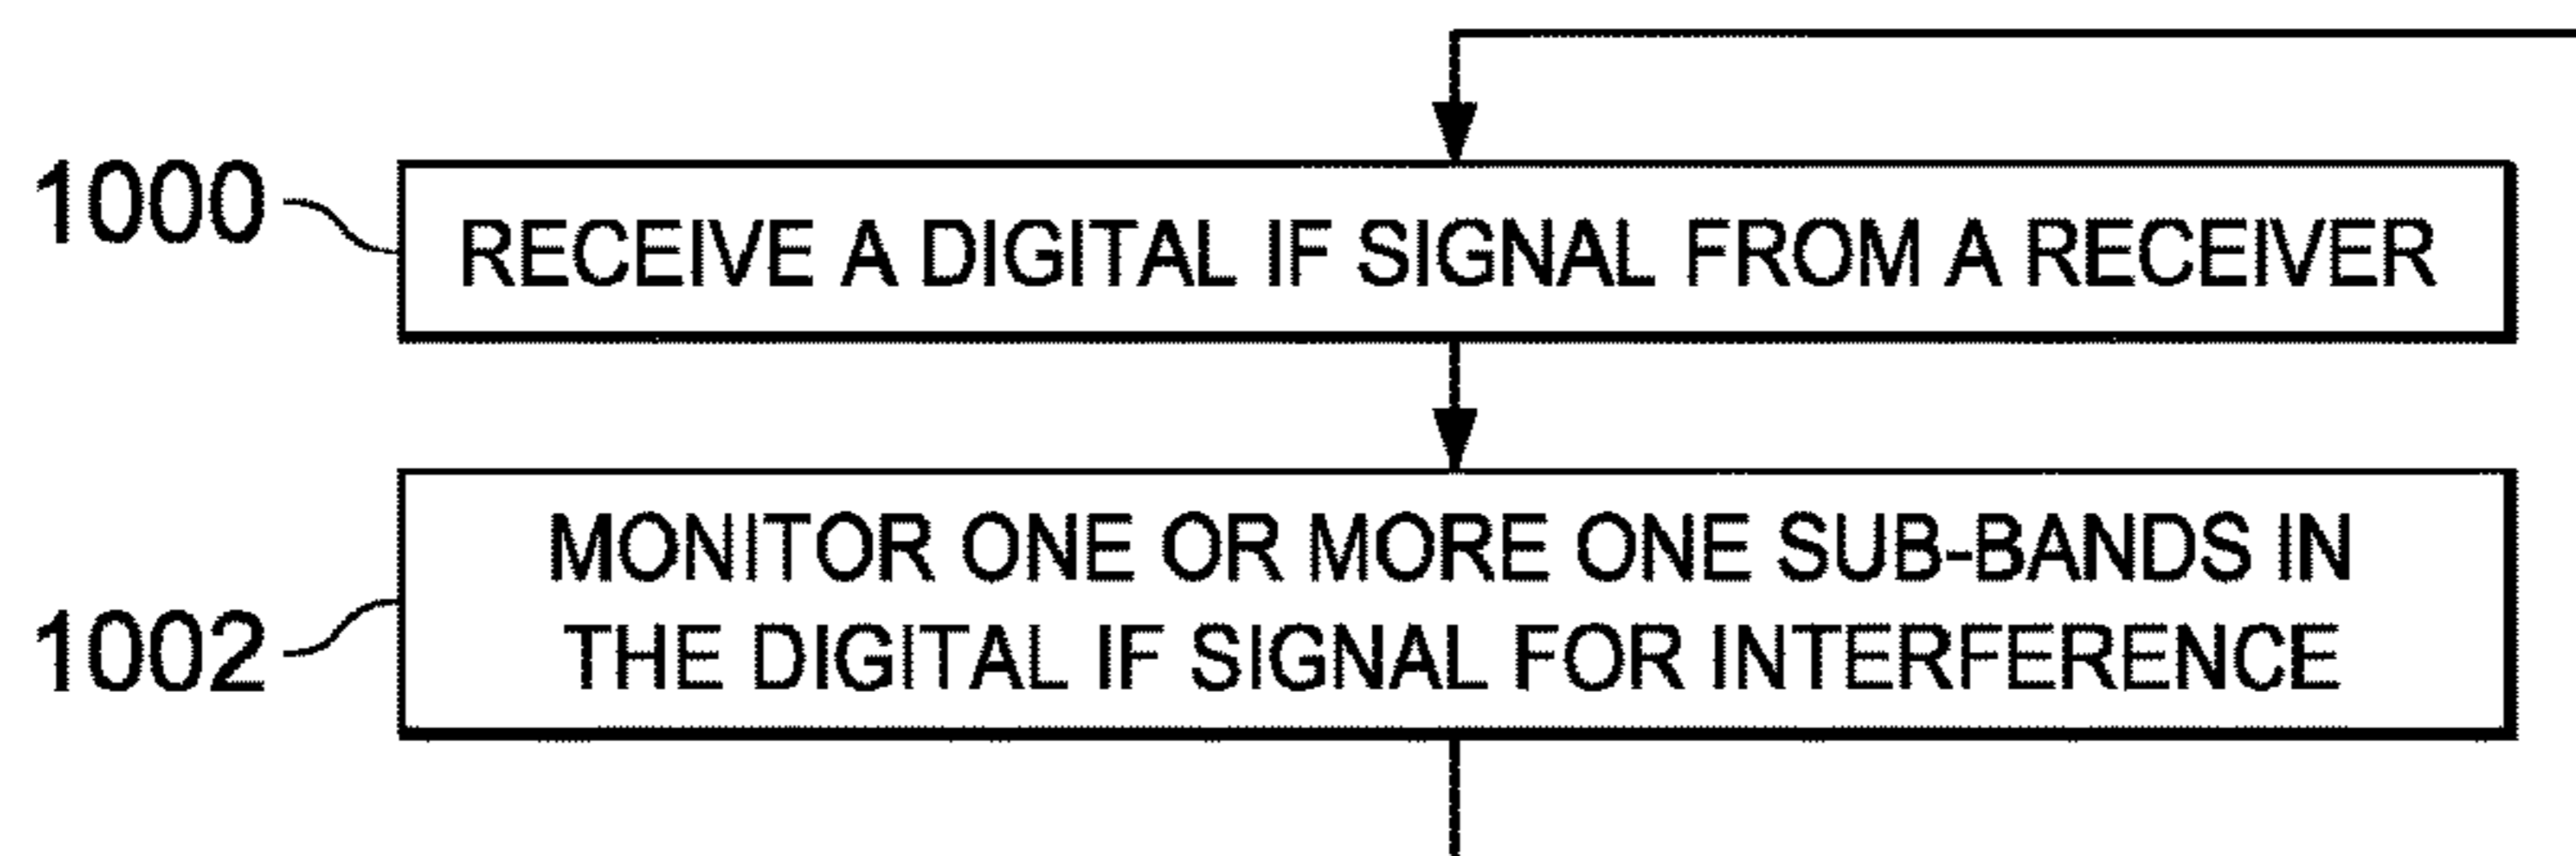 1000
RECEIVE A DIGITAL IF SIGNAL FROM A RECEIVER
1002
MONITOR ONE OR MORE ONE SUB-BANDS IN
THE DIGITAL IF SIGNAL FOR INTERFERENCE